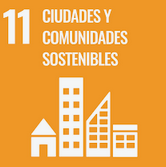 11 CIUDADES Y
COMUNIDADES
SOSTENIBLES